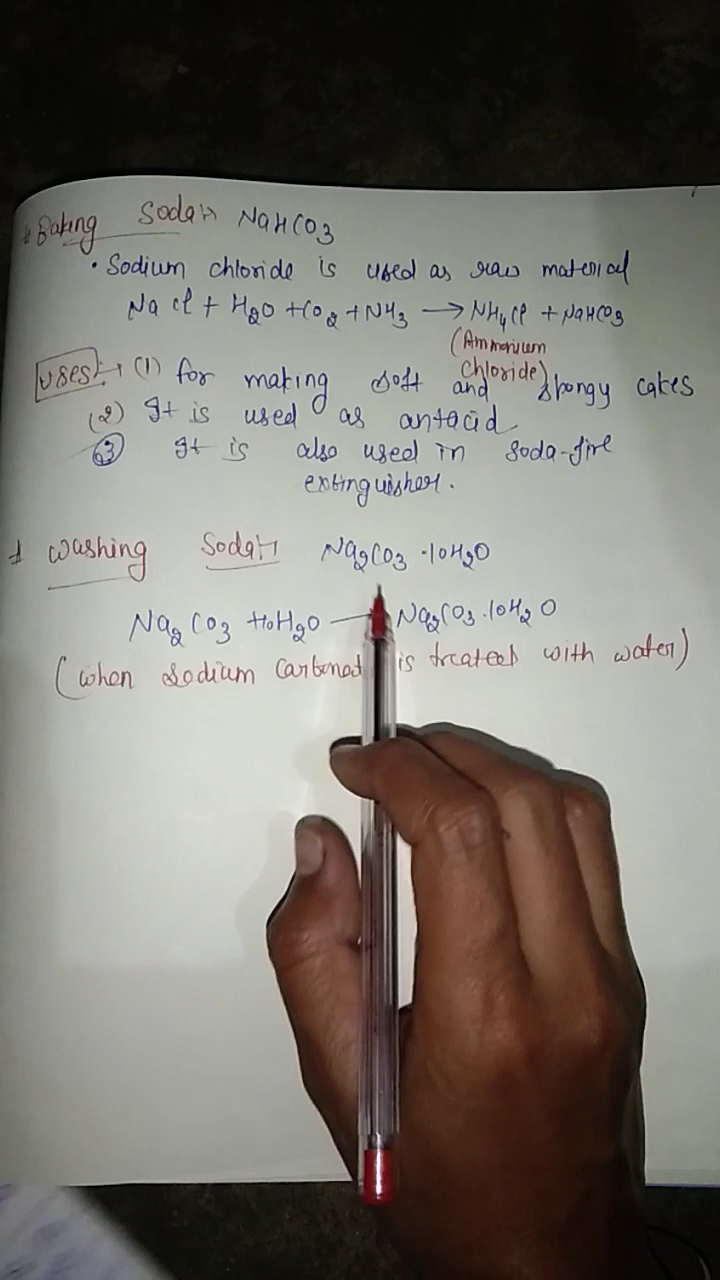 Baking Soda:→ NaHCO3
• Sodium chloride is used as raw material
NaCl + H2O + CO2 + NH3 → NH4Cl + NaHCO3
(Ammonium
Chloride)
Uses:→ (1) for making soft and spongy cakes
(2) It is used as antacid
(3) It is also used in soda-fire
extinguisher.
Washing Soda:→ Na2CO3 .10H2O
Na2CO3 +10H2O → Na2CO3.10H2O
(when Sodium Carbonat is treated with water)